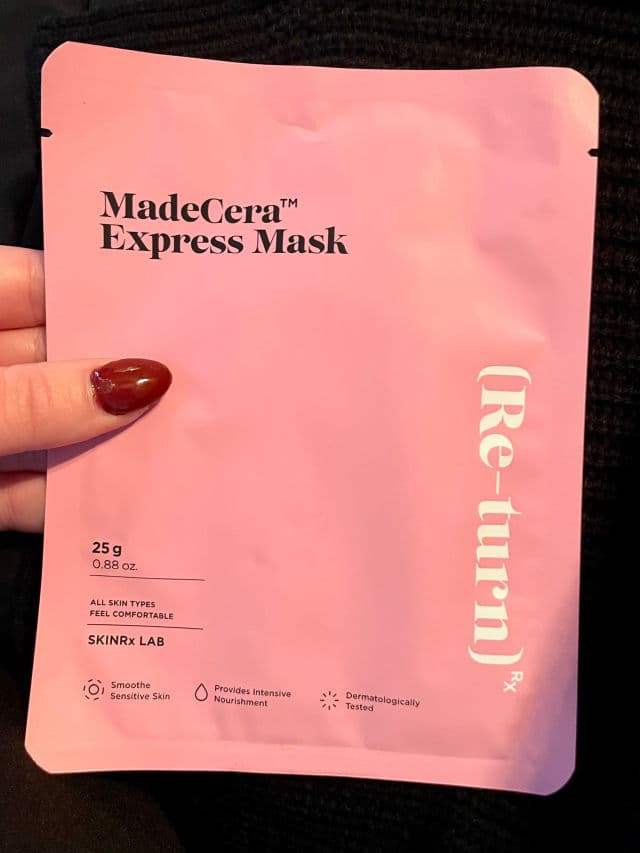 MadeCera™
Express Mask
(Re-turn)Rx
25 g
0.88 oz.
ALL SKIN TYPES
FEEL COMFORTABLE
SKINRx LAB
Smoothe
Sensitive Skin
Provides Intensive
Nourishment
Dermatologically
Tested